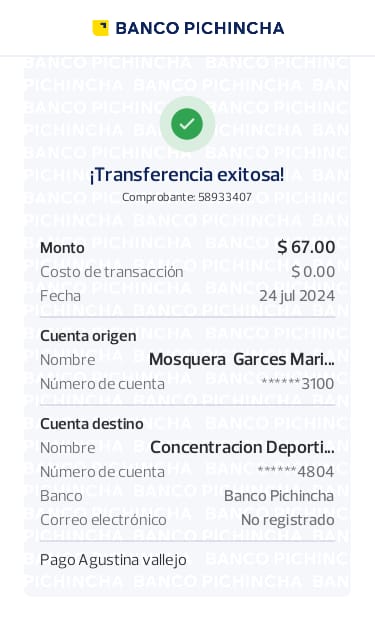 BANCO PICHINCHA
¡Transferencia exitosa!
Comprobante: 58933407
Monto $ 67.00
Costo de transacción $ 0.00
Fecha 24 jul 2024
Cuenta origen
Nombre Mosquera Garces Mari...
Número de cuenta ******3100
Cuenta destino
Nombre Concentracion Deporti...
Número de cuenta ******4804
Banco Banco Pichincha
Correo electrónico No registrado
Pago Agustina vallejo